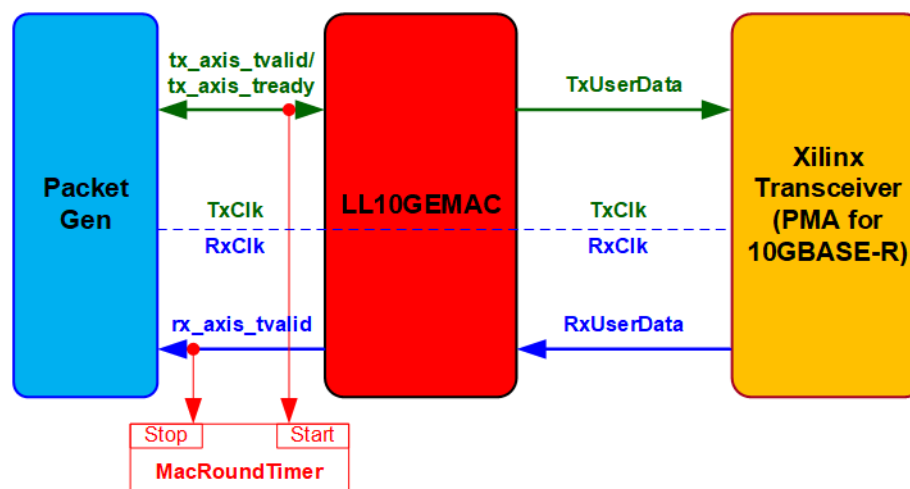 tx_axis_tvalid/
tx_axis_tready
TxUserData
Packet
Gen
LL10GEMAC
Xilinx
Transceiver
(PMA for
10GBASE-R)
TxClk
TxClk
RxClk
RxClk
rx_axis_tvalid
RxUserData
Stop
Start
MacRoundTimer